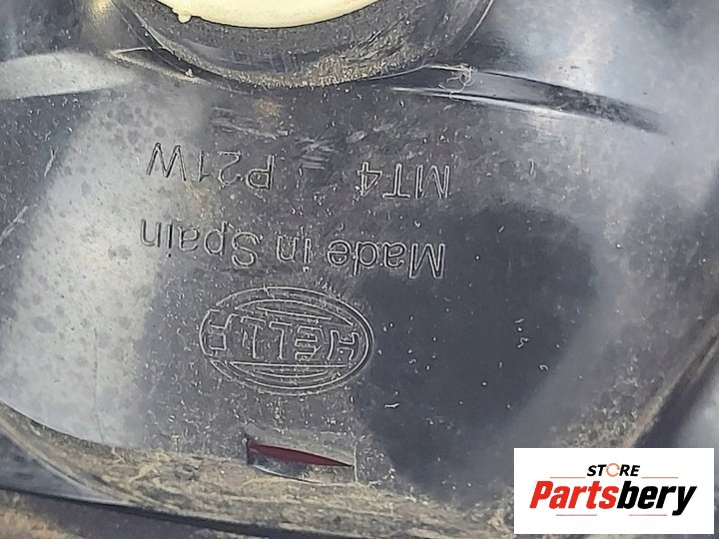 HELLA
Made in Spain
MT4 - P21W
STORE
Partsbery